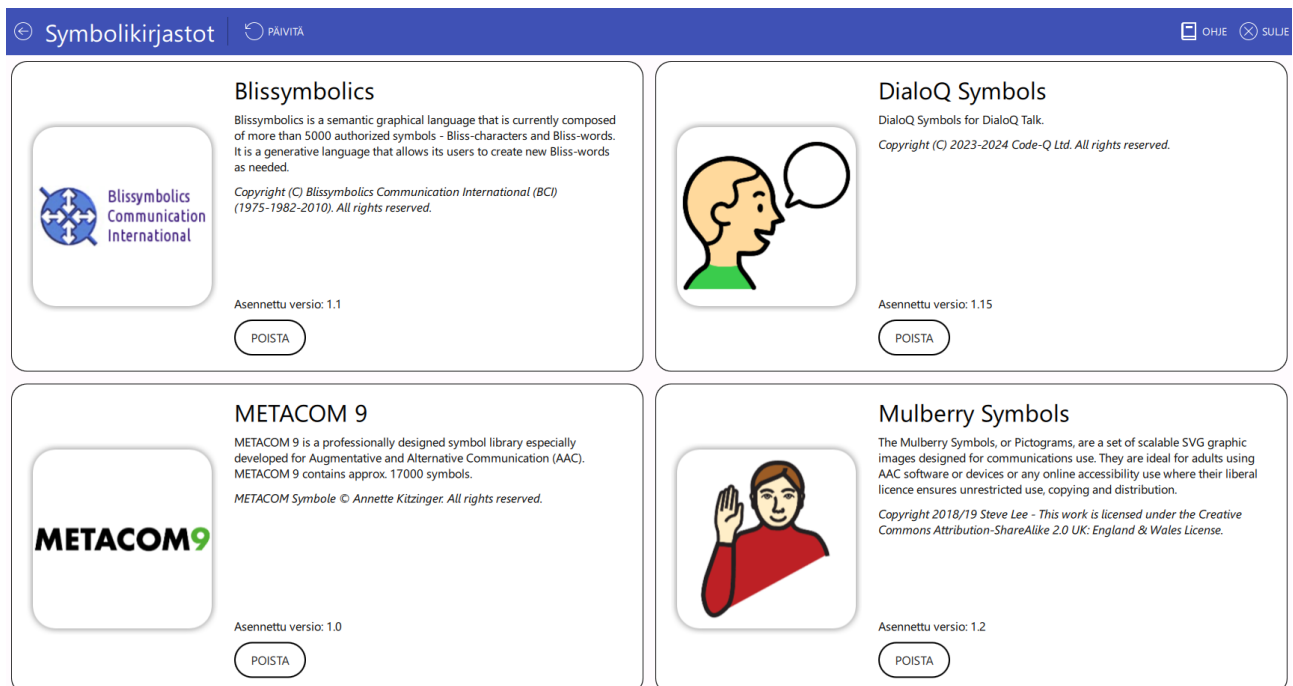 Symbolikirjastot
PÄIVITÄ
OHJE
SULJE
Blissymbolics
Blissymbolics is a semantic graphical language that is currently composed
of more than 5000 authorized symbols - Bliss-characters and Bliss-words.
It is a generative language that allows its users to create new Bliss-words
as needed.
Copyright (C) Blissymbolics Communication International (BCI)
(1975-1982-2010). All rights reserved.
Blissymbolics
Communication
International
Asennettu versio: 1.1
POISTA
DialoQ Symbols
DialoQ Symbols for DialoQ Talk.
Copyright (C) 2023-2024 Code-Q Ltd. All rights reserved.
Asennettu versio: 1.15
POISTA
METACOM 9
METACOM 9 is a professionally designed symbol library especially
developed for Augmentative and Alternative Communication (AAC).
METACOM 9 contains approx. 17000 symbols.
METACOM Symbole © Annette Kitzinger. All rights reserved.
METACOM9
Asennettu versio: 1.0
POISTA
Mulberry Symbols
The Mulberry Symbols, or Pictograms, are a set of scalable SVG graphic
images designed for communications use. They are ideal for adults using
AAC software or devices or any online accessibility use where their liberal
licence ensures unrestricted use, copying and distribution.
Copyright 2018/19 Steve Lee - This work is licensed under the Creative
Commons Attribution-ShareAlike 2.0 UK: England & Wales License.
Asennettu versio: 1.2
POISTA